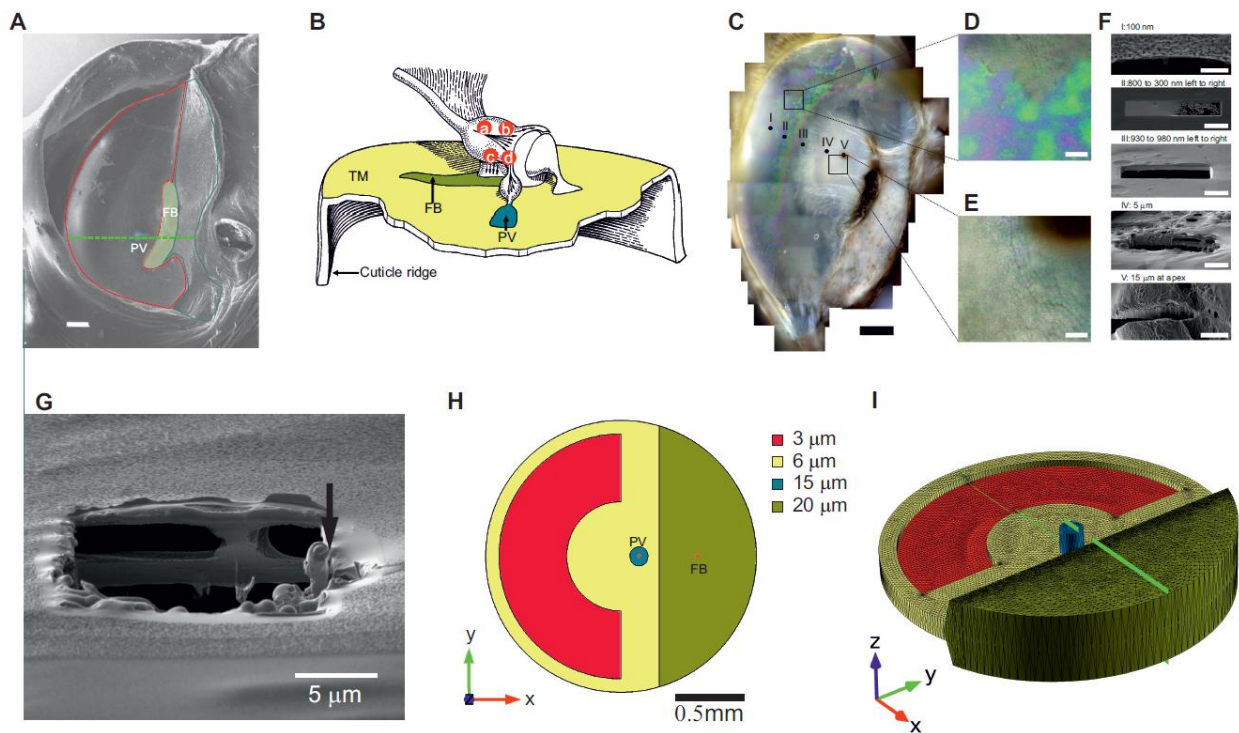 A
FB
PV
B
a
b
c
d
TM
FB
PV
Cuticle ridge
C
I
II
III
IV
V
D
E
F
I:100 nm
II:800 to 300 nm left to right
III:930 to 980 nm left to right
IV: 5 μm
V: 15 μm at apex
G
5 μm
H
PV
FB
3 μm
6 μm
15 μm
20 μm
y
x
0.5mm
I
z
y
x